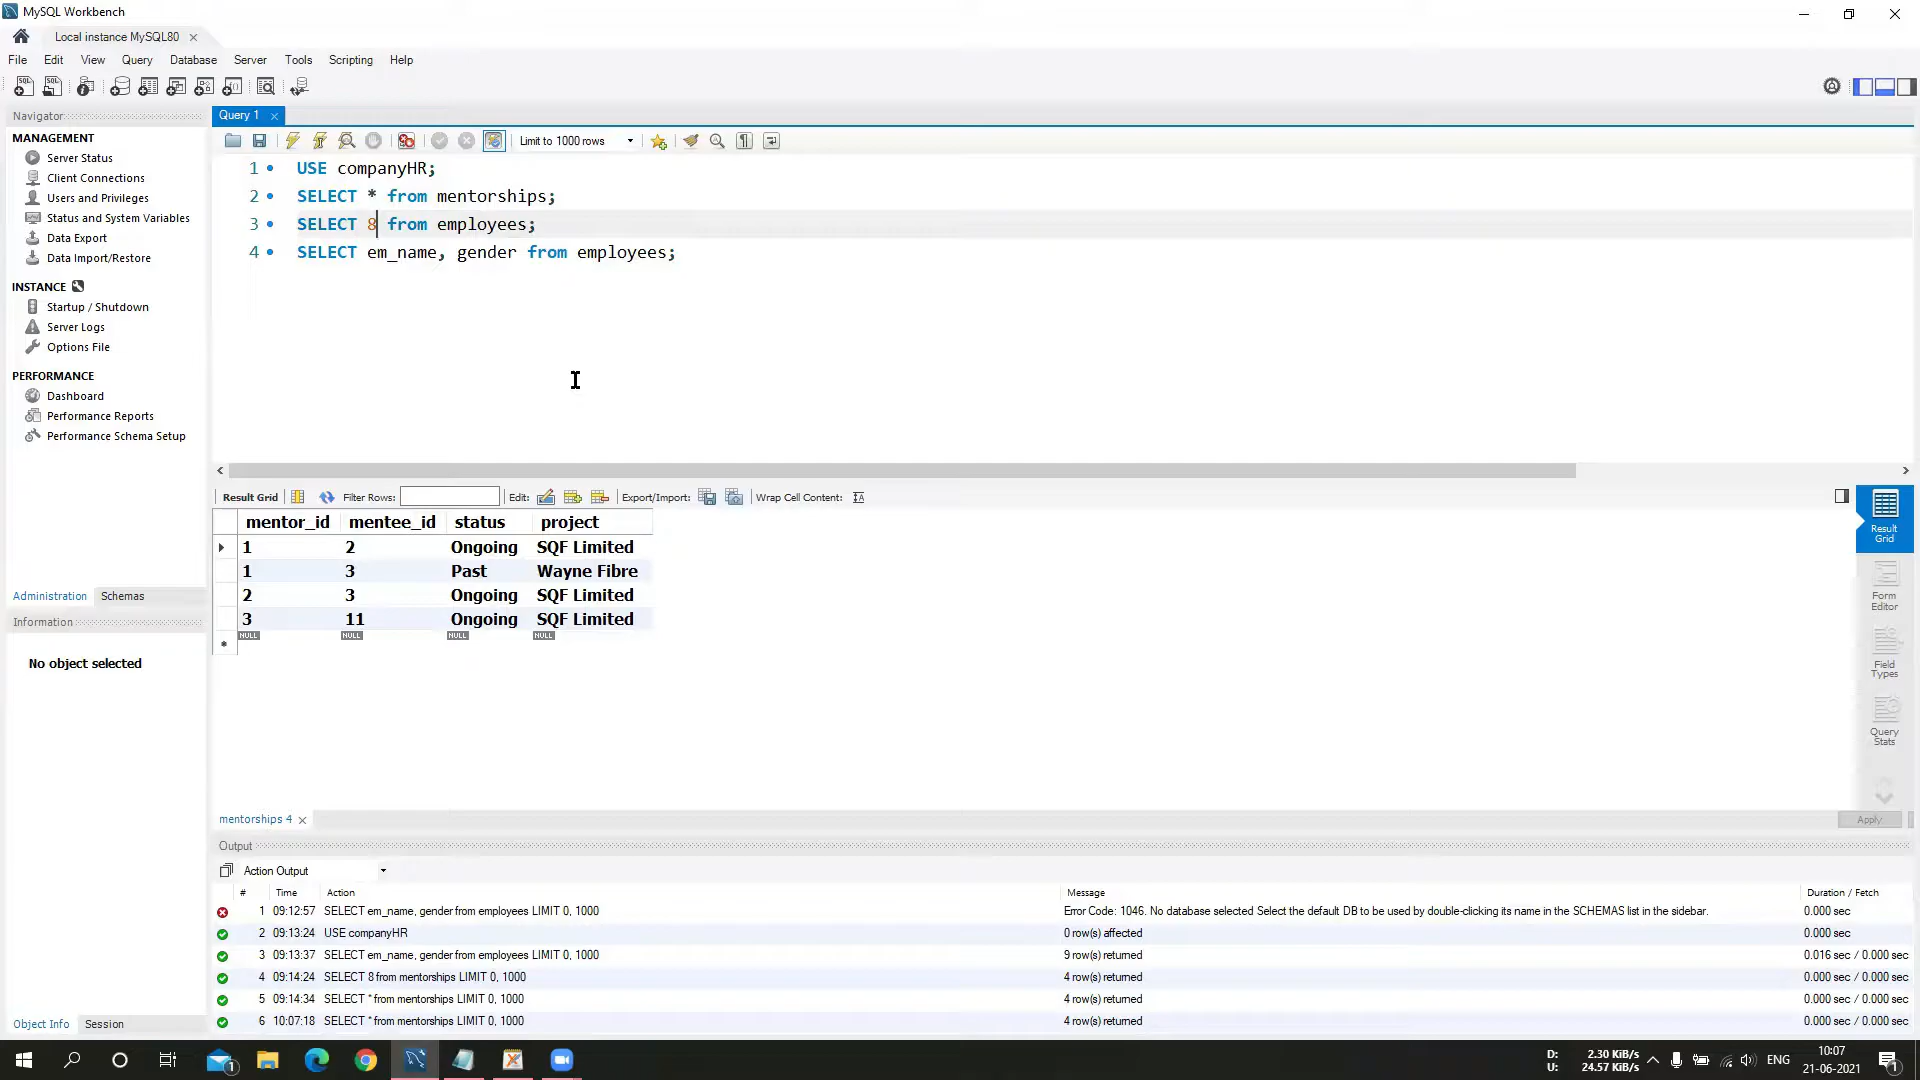 MySQL Workbench
Local instance MySQL80
File Edit View Query Database Server Tools Scripting Help
Navigator
MANAGEMENT
Server Status
Client Connections
Users and Privileges
Status and System Variables
Data Export
Data Import/Restore
INSTANCE
Startup / Shutdown
Server Logs
Options File
PERFORMANCE
Dashboard
Performance Reports
Performance Schema Setup
Administration Schemas
Information
No object selected
Object Info Session
Query 1
Limit to 1000 rows
1 USE companyHR;
2 SELECT * from mentorships;
3 SELECT 8 from employees;
4 SELECT em_name, gender from employees;
Result Grid Filter Rows: Edit: Export/Import: Wrap Cell Content:
mentor_id mentee_id status project
1 2 Ongoing SQF Limited
1 3 Past Wayne Fibre
2 3 Ongoing SQF Limited
3 11 Ongoing SQF Limited
NULL NULL NULL NULL
Result Grid
Form Editor
Field Types
Query Stats
mentorships 4
Apply
Output
Action Output
# Time Action Message Duration / Fetch
1 09:12:57 SELECT em_name, gender from employees LIMIT 0, 1000 Error Code: 1046. No database selected Select the default DB to be used by double-clicking its name in the SCHEMAS list in the sidebar. 0.000 sec
2 09:13:24 USE companyHR 0 row(s) affected 0.000 sec
3 09:13:37 SELECT em_name, gender from employees LIMIT 0, 1000 9 row(s) returned 0.016 sec / 0.000 sec
4 09:14:24 SELECT 8 from mentorships LIMIT 0, 1000 4 row(s) returned 0.000 sec / 0.000 sec
5 09:14:34 SELECT * from mentorships LIMIT 0, 1000 4 row(s) returned 0.000 sec / 0.000 sec
6 10:07:18 SELECT * from mentorships LIMIT 0, 1000 4 row(s) returned 0.000 sec / 0.000 sec
D: 2.30 KiB/s
U: 24.57 KiB/s
ENG
10:07
21-06-2021